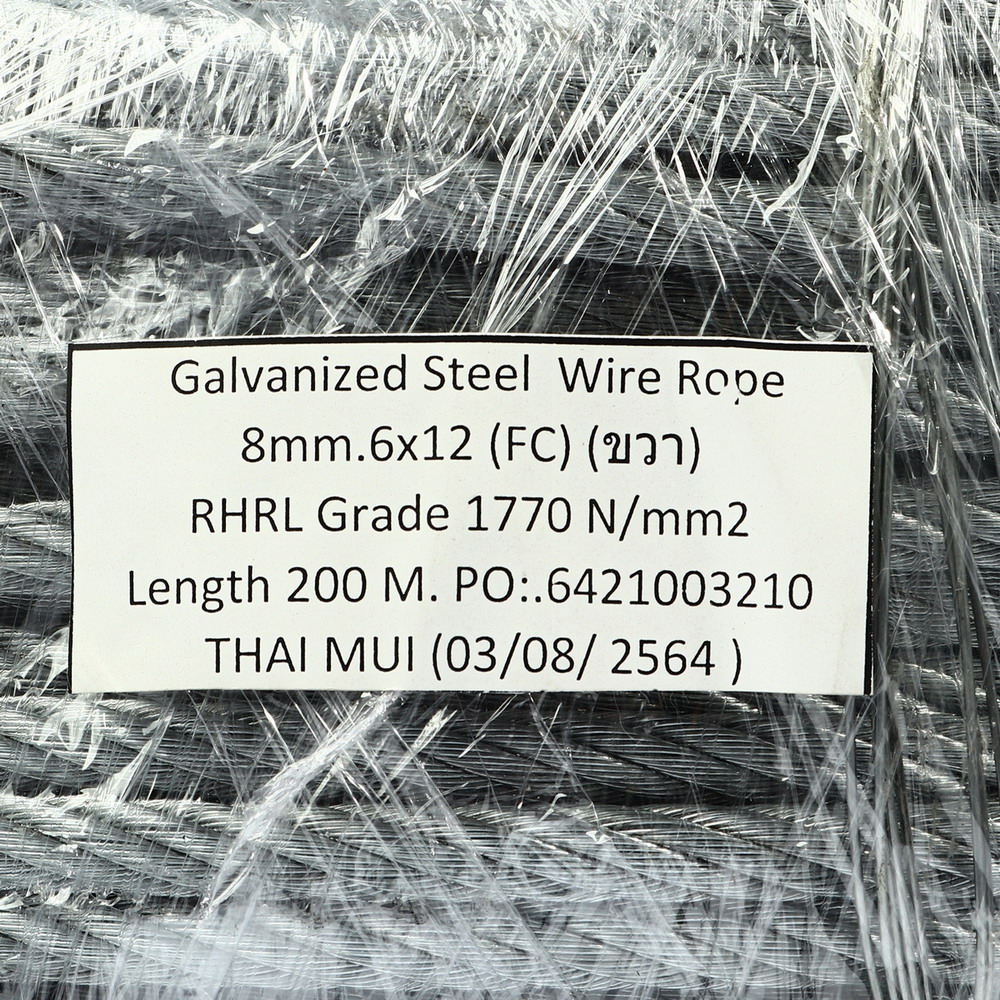 Galvanized Steel  Wire Rope
8mm.6x12 (FC) (ขวา)
RHRL Grade 1770 N/mm2
Length 200 M. PO:.6421003210
THAI MUI (03/08/ 2564 )